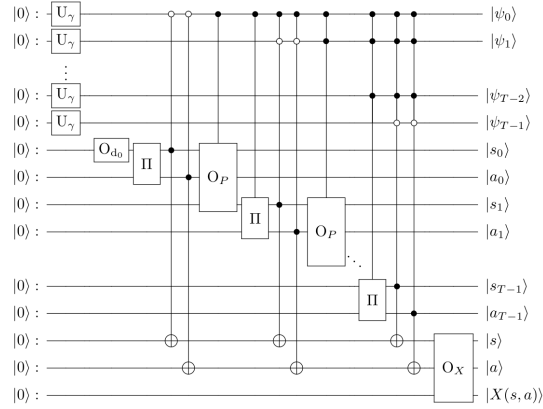 |0⟩ : U_γ |ψ_0⟩
|0⟩ : U_γ |ψ_1⟩
⋮
|0⟩ : U_γ |ψ_{T−2}⟩
|0⟩ : U_γ |ψ_{T−1}⟩
|0⟩ : O_{d_0} |s_0⟩
Π O_P
|0⟩ : |a_0⟩
|0⟩ : |s_1⟩
Π O_P
|0⟩ : |a_1⟩
⋱
|0⟩ : |s_{T−1}⟩
Π
|0⟩ : |a_{T−1}⟩
|0⟩ : |s⟩
|0⟩ : O_X |a⟩
|0⟩ : |X(s, a)⟩